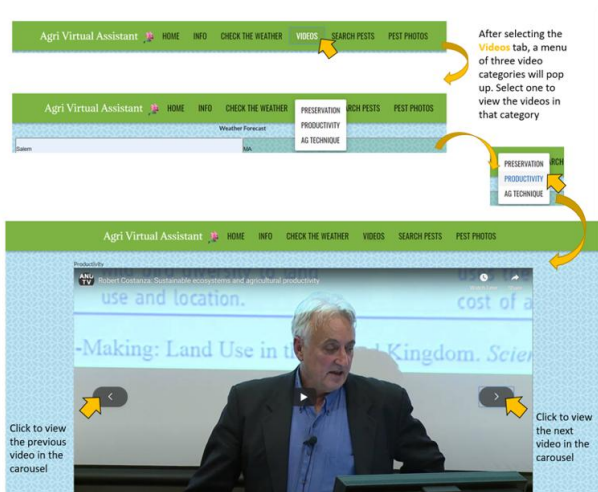 Agri Virtual Assistant HOME INFO CHECK THE WEATHER VIDEOS SEARCH PESTS PEST PHOTOS
After selecting the
Videos tab, a menu
of three video
categories will pop
up. Select one to
view the videos in
that category
Agri Virtual Assistant HOME INFO CHECK THE WEATHER RCH PESTS PEST PHOTOS
PRESERVATION
PRODUCTIVITY
AG TECHNIQUE
Weather Forecast
Salem MA
PRESERVATION RCH
PRODUCTIVITY
AG TECHNIQUE
Agri Virtual Assistant HOME INFO CHECK THE WEATHER VIDEOS SEARCH PESTS PEST PHOTOS
Productivity
ANU TV Robert Costanza: Sustainable ecosystems and agricultural productivity
use and location.
cost of a
-Making: Land Use in Kingdom. Scien
Click to view
the previous
video in the
carousel
Click to view
the next
video in the
carousel